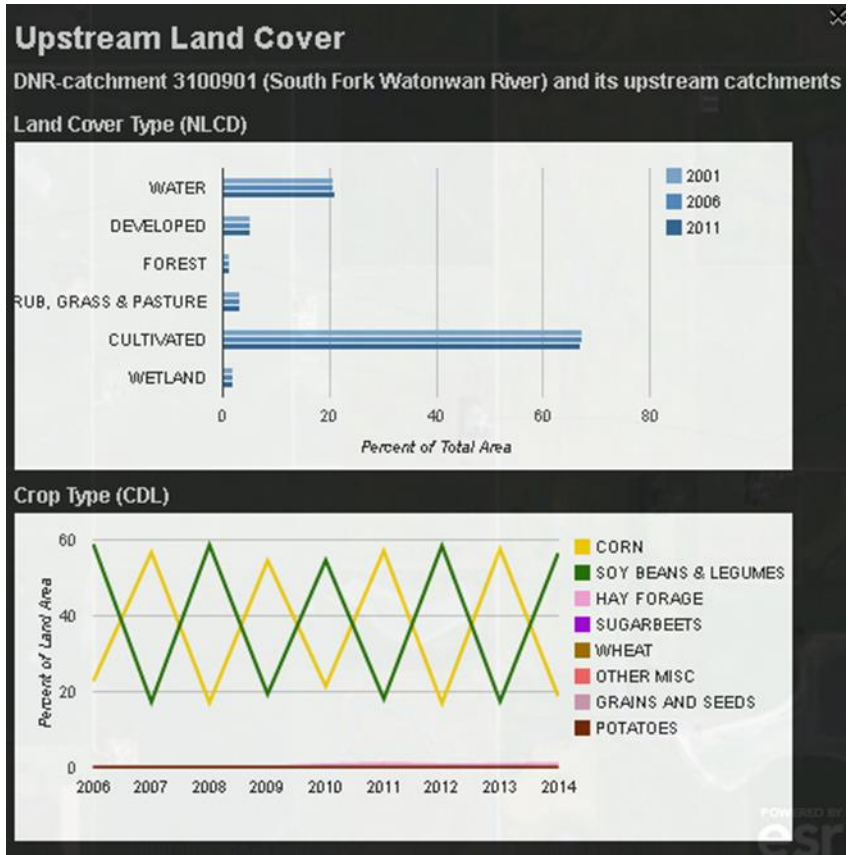 Upstream Land Cover
DNR-catchment 3100901 (South Fork Watonwan River) and its upstream catchments
Land Cover Type (NLCD)
WATER
DEVELOPED
FOREST
RUB, GRASS & PASTURE
CULTIVATED
WETLAND
0 20 40 60 80
Percent of Total Area
2001
2006
2011
Crop Type (CDL)
60
40
20
0
Percent of Land Area
2006 2007 2008 2009 2010 2011 2012 2013 2014
CORN
SOY BEANS & LEGUMES
HAY FORAGE
SUGARBEETS
WHEAT
OTHER MISC
GRAINS AND SEEDS
POTATOES
POWERED BY
esr